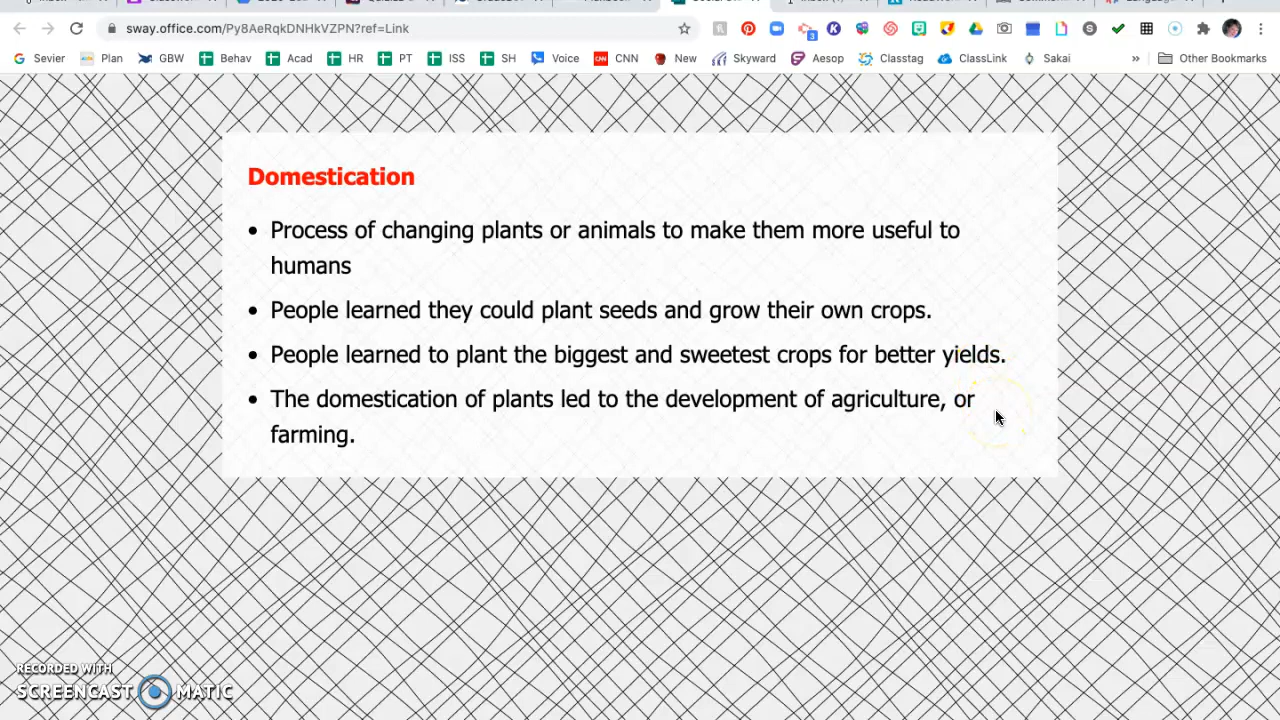 sway.office.com/Py8AeRqkDNHkVZPN?ref=Link
3
Sevier Plan GBW Behav Acad HR PT ISS SH Voice CNN New Skyward Aesop Classtag ClassLink Sakai » Other Bookmarks
Domestication
• Process of changing plants or animals to make them more useful to
humans
• People learned they could plant seeds and grow their own crops.
• People learned to plant the biggest and sweetest crops for better yields.
• The domestication of plants led to the development of agriculture, or
farming.
RECORDED WITH
SCREENCAST MATIC